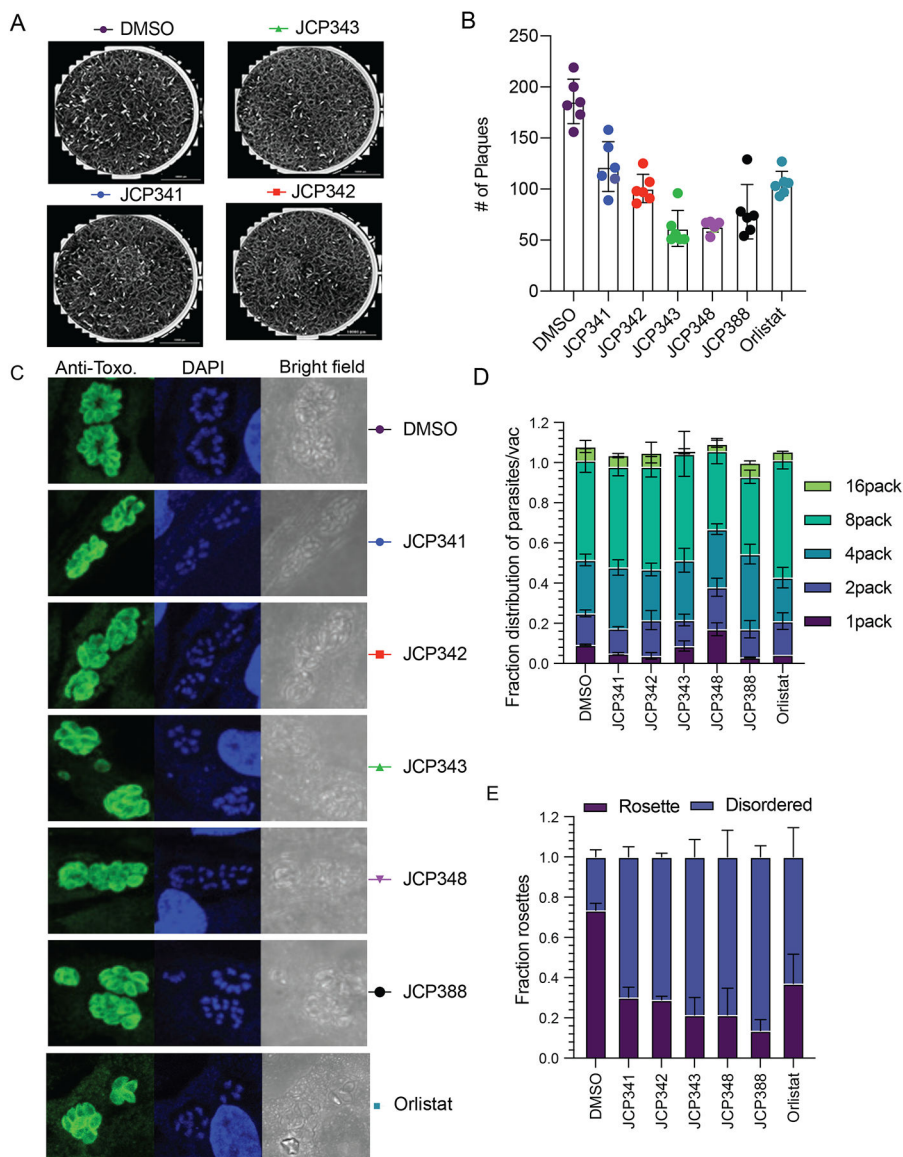 A
DMSO
JCP343
JCP341
JCP342
B
# of Plaques
250
200
150
100
50
0
DMSO
JCP341
JCP342
JCP343
JCP348
JCP388
Orlistat
C
Anti-Toxo.
DAPI
Bright field
DMSO
JCP341
JCP342
JCP343
JCP348
JCP388
Orlistat
D
Fraction distribution of parasites/vac
1.2
1.0
0.8
0.6
0.4
0.2
0.0
DMSO
JCP341
JCP342
JCP343
JCP348
JCP388
Orlistat
16pack
8pack
4pack
2pack
1pack
E
Rosette
Disordered
Fraction rosettes
1.2
1.0
0.8
0.6
0.4
0.2
0.0
DMSO
JCP341
JCP342
JCP343
JCP348
JCP388
Orlistat